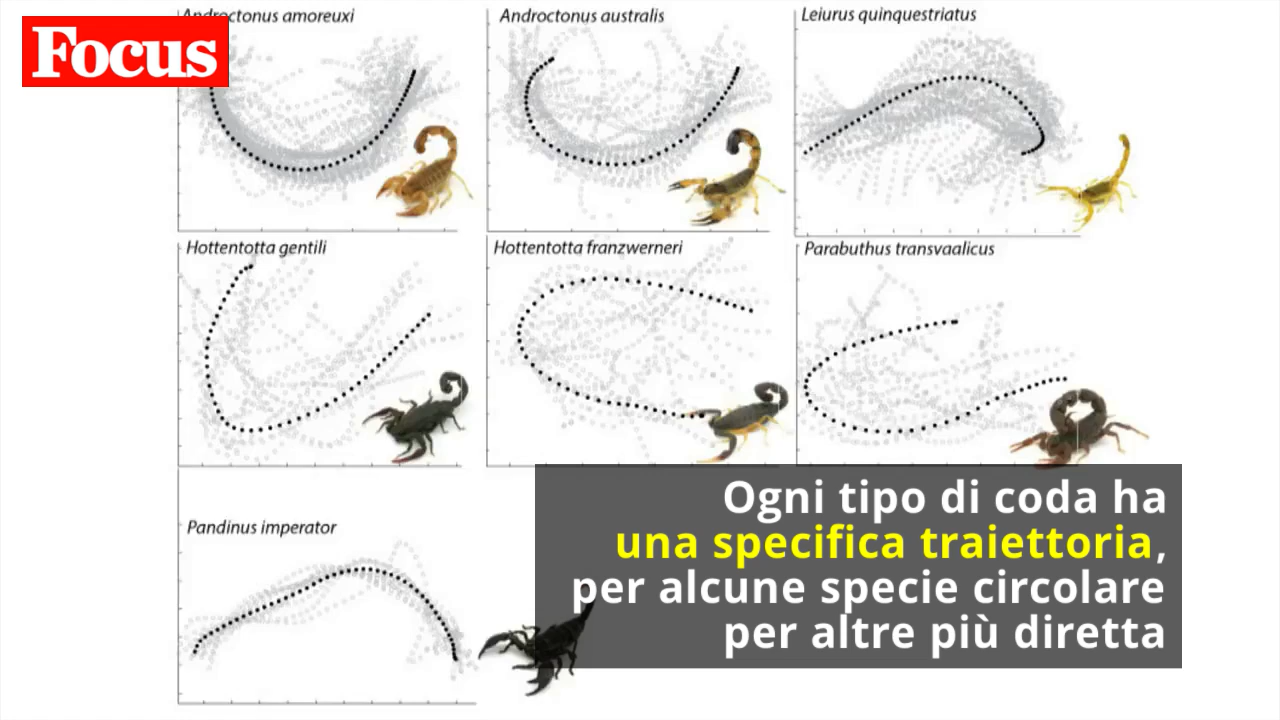 Focus
Androctonus amoreuxi
Androctonus australis
Leiurus quinquestriatus
Hottentotta gentili
Hottentotta franzwerneri
Parabuthus transvaalicus
Pandinus imperator
Ogni tipo di coda ha
una specifica traiettoria,
per alcune specie circolare
per altre più diretta